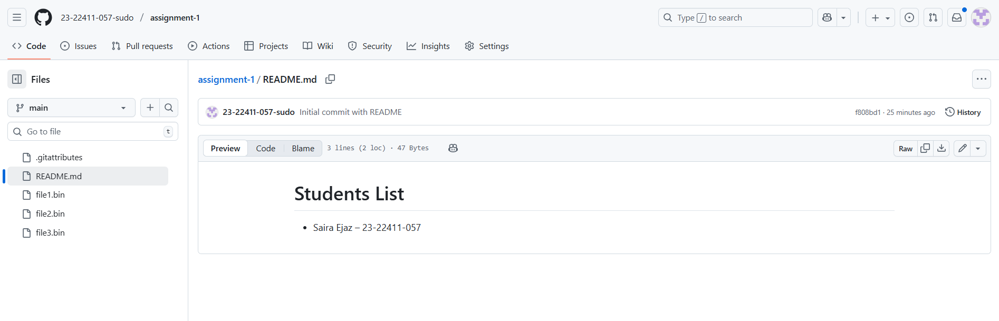 23-22411-057-sudo / assignment-1
Type / to search
Code
Issues
Pull requests
Actions
Projects
Wiki
Security
Insights
Settings
Files
main
Go to file
t
.gitattributes
README.md
file1.bin
file2.bin
file3.bin
assignment-1 / README.md
23-22411-057-sudo Initial commit with README
f808bd1 · 25 minutes ago
History
Preview
Code
Blame
3 lines (2 loc) · 47 Bytes
Raw
Students List
• Saira Ejaz – 23-22411-057